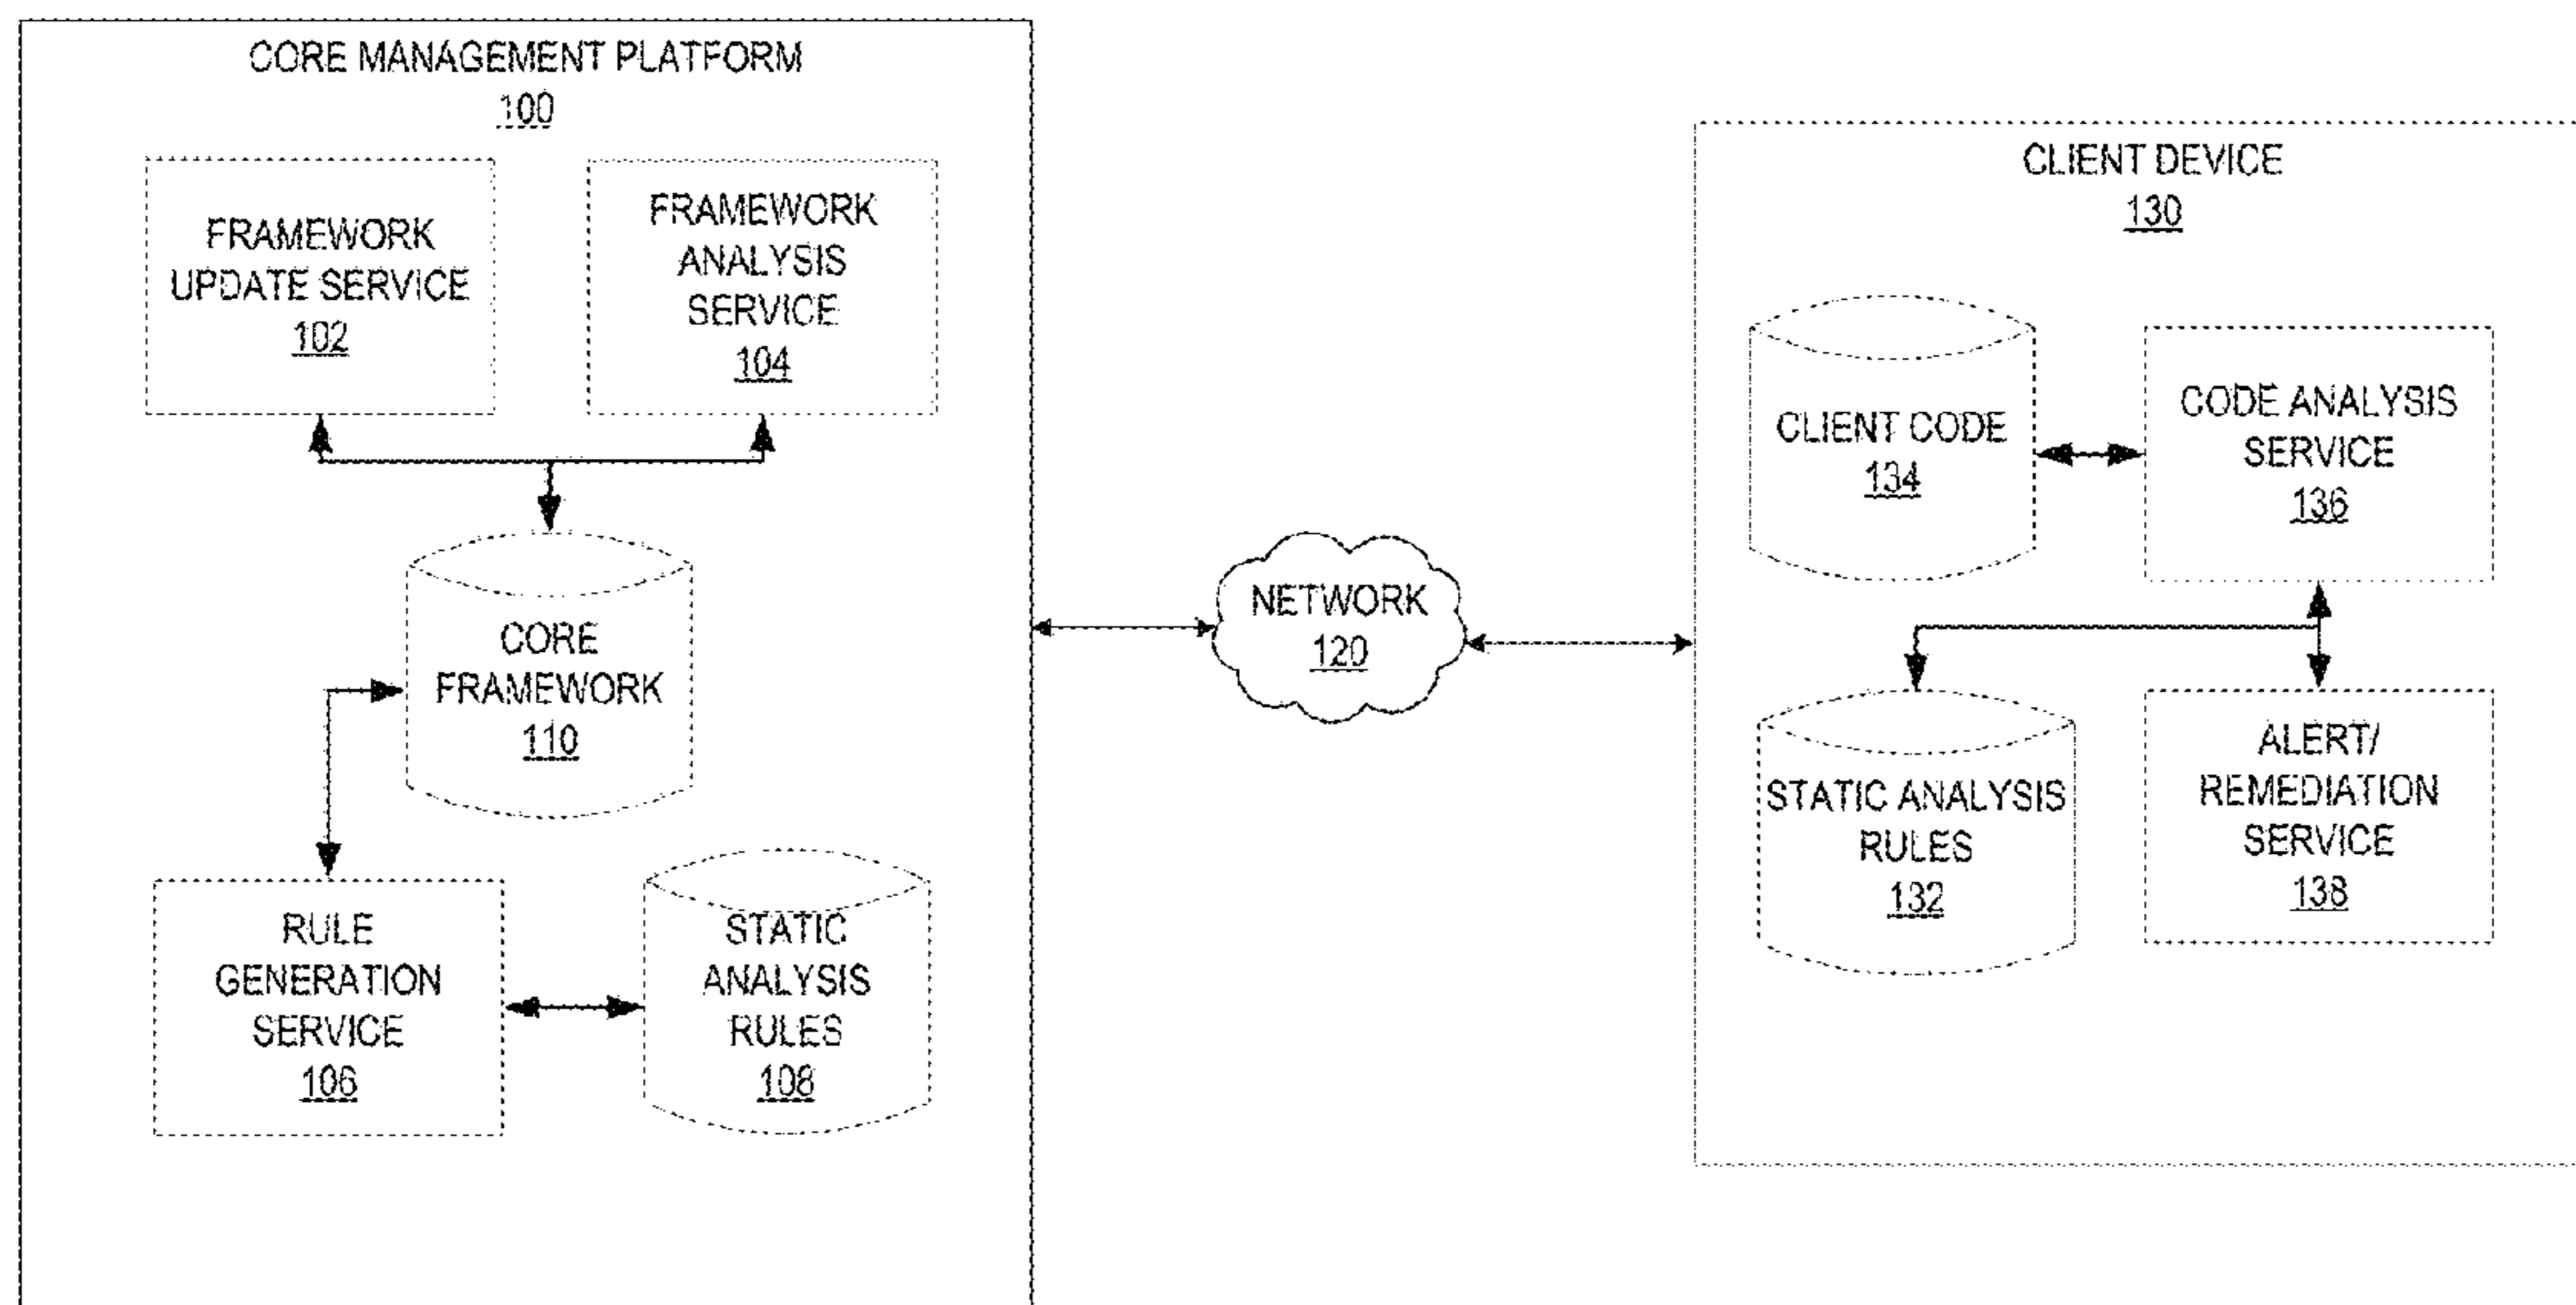 CORE MANAGEMENT PLATFORM
100
FRAMEWORK
UPDATE SERVICE
102
FRAMEWORK
ANALYSIS
SERVICE
104
CORE
FRAMEWORK
110
RULE
GENERATION
SERVICE
106
STATIC
ANALYSIS
RULES
108
NETWORK
120
CLIENT DEVICE
130
CLIENT CODE
134
CODE ANALYSIS
SERVICE
136
STATIC ANALYSIS
RULES
132
ALERT/
REMEDIATION
SERVICE
138